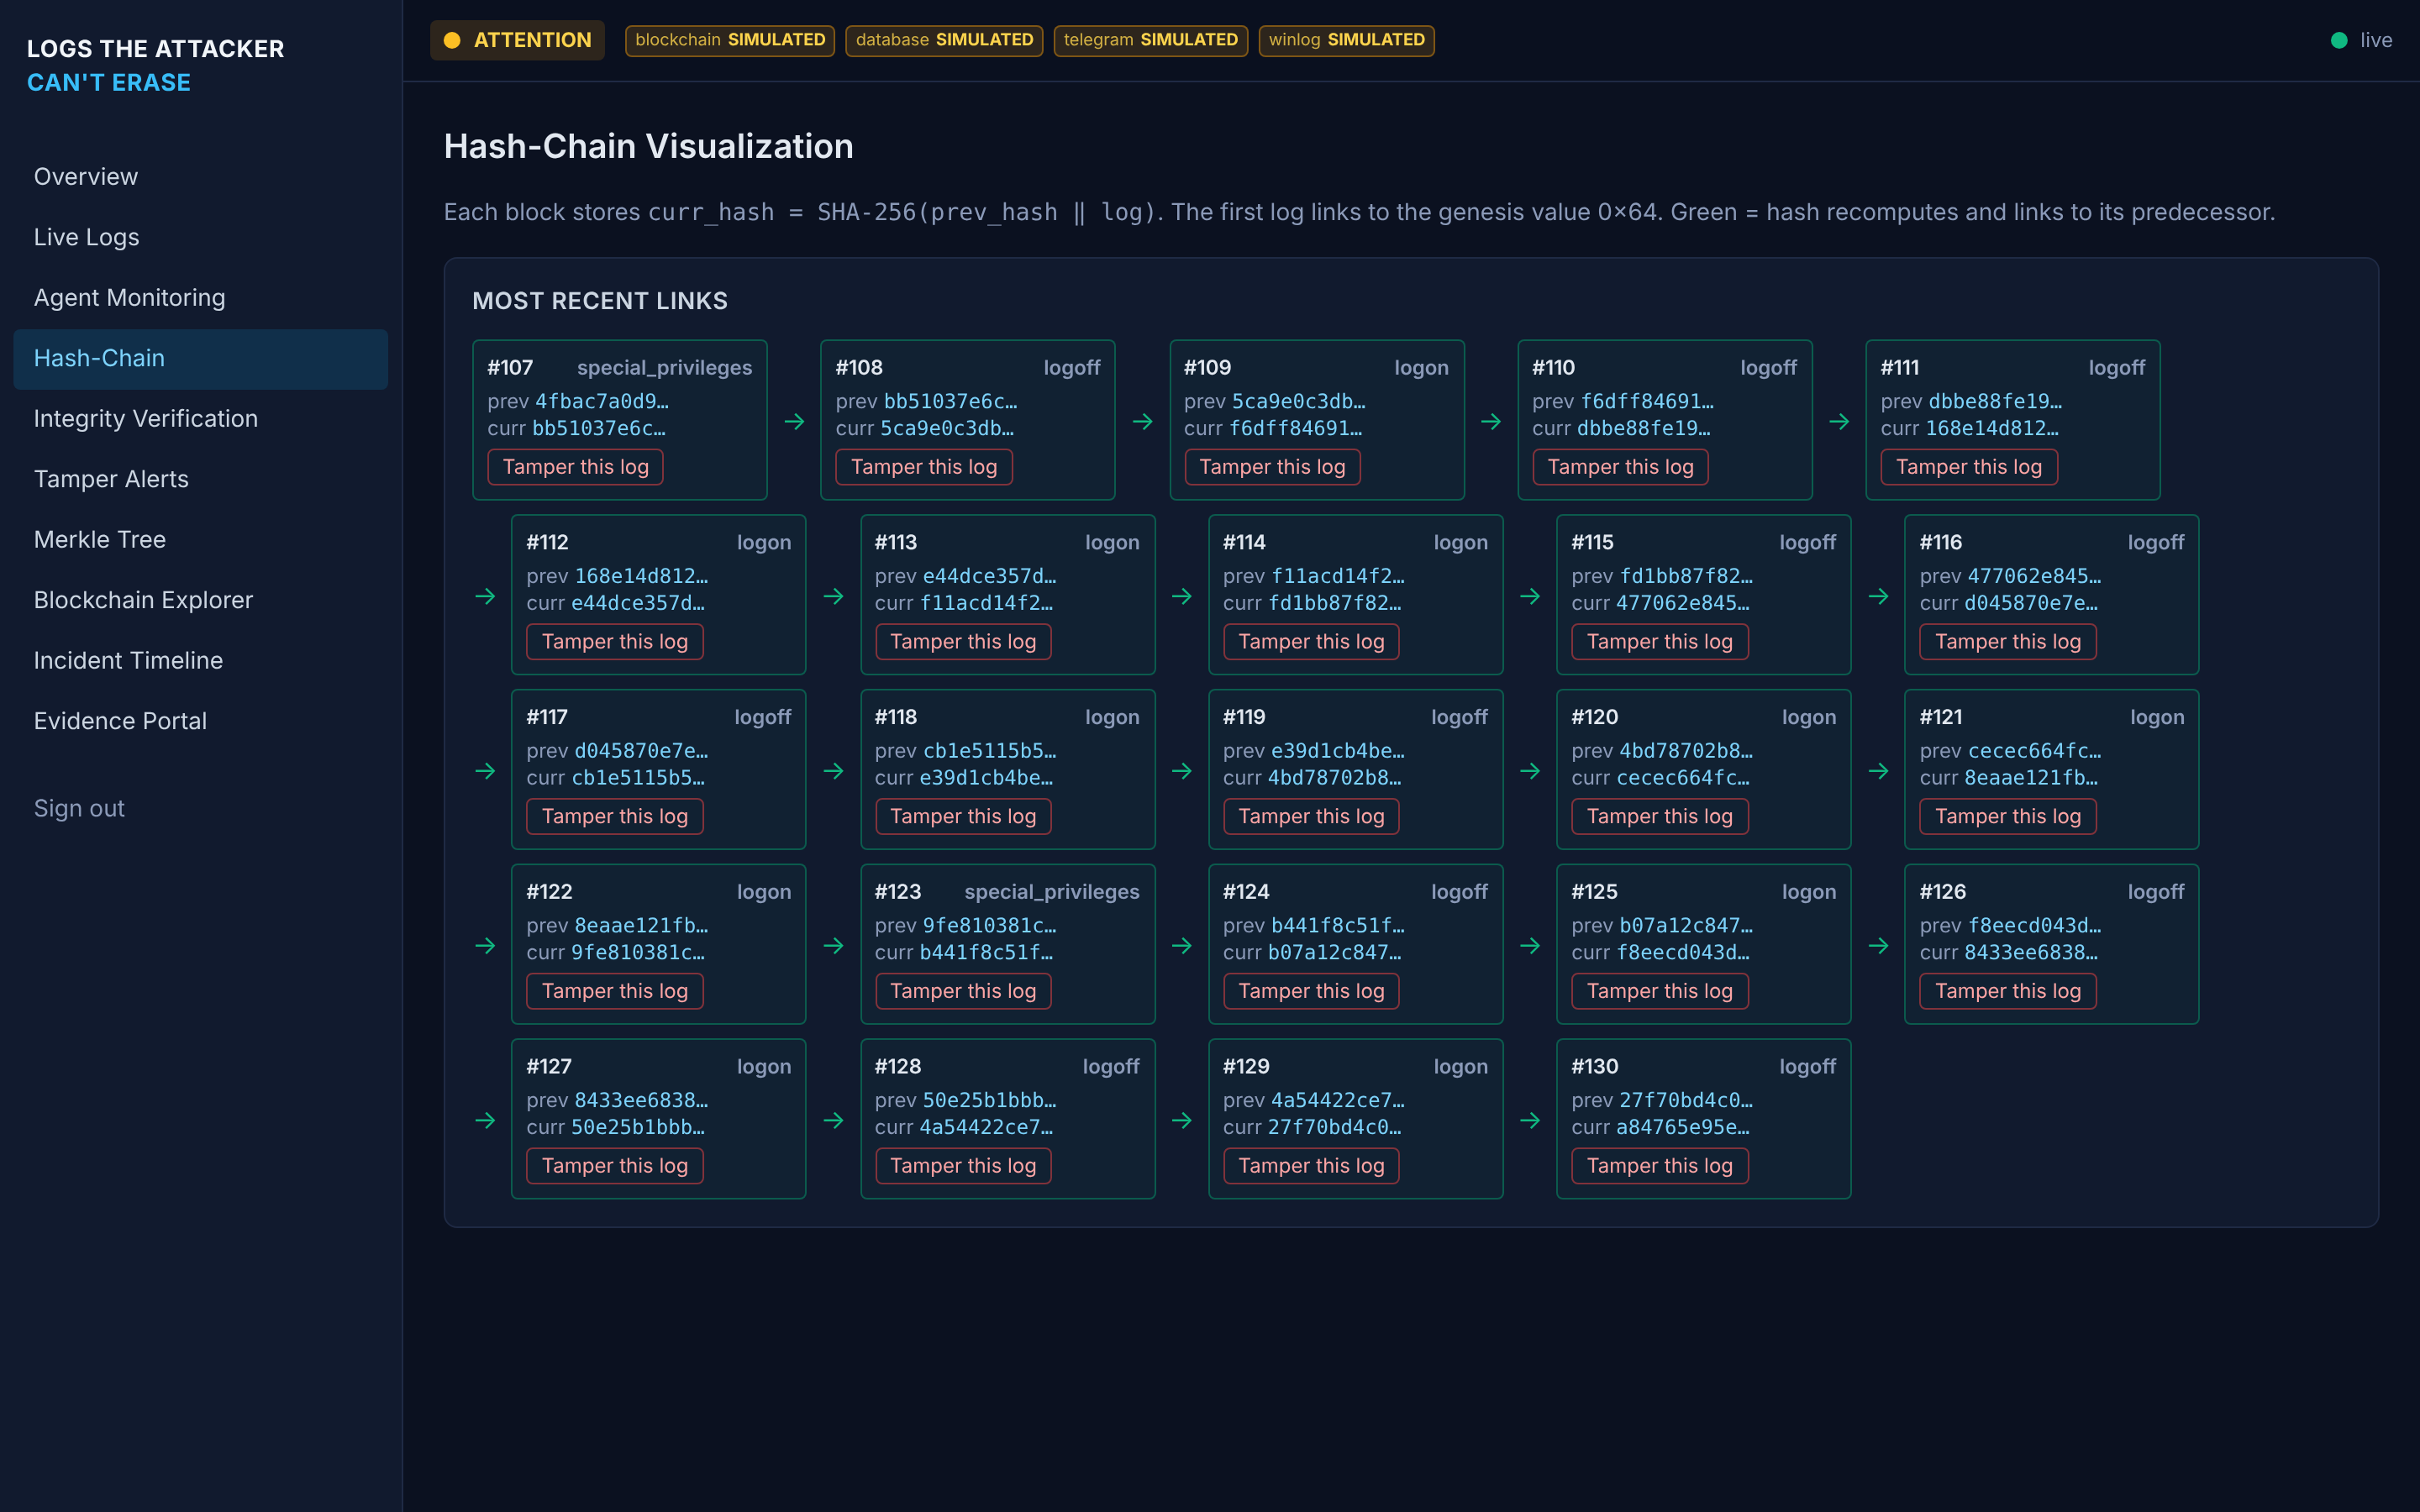 LOGS THE ATTACKER
CAN'T ERASE
Overview
Live Logs
Agent Monitoring
Hash-Chain
Integrity Verification
Tamper Alerts
Merkle Tree
Blockchain Explorer
Incident Timeline
Evidence Portal
Sign out
ATTENTION blockchain SIMULATED database SIMULATED telegram SIMULATED winlog SIMULATED live
Hash-Chain Visualization
Each block stores curr_hash = SHA-256(prev_hash ‖ log). The first log links to the genesis value 0×64. Green = hash recomputes and links to its predecessor.
MOST RECENT LINKS
#107 special_privileges
prev 4fbac7a0d9…
curr bb51037e6c…
Tamper this log
→
#108 logoff
prev bb51037e6c…
curr 5ca9e0c3db…
Tamper this log
→
#109 logon
prev 5ca9e0c3db…
curr f6dff84691…
Tamper this log
→
#110 logoff
prev f6dff84691…
curr dbbe88fe19…
Tamper this log
→
#111 logoff
prev dbbe88fe19…
curr 168e14d812…
Tamper this log
→
#112 logon
prev 168e14d812…
curr e44dce357d…
Tamper this log
→
#113 logon
prev e44dce357d…
curr f11acd14f2…
Tamper this log
→
#114 logon
prev f11acd14f2…
curr fd1bb87f82…
Tamper this log
→
#115 logoff
prev fd1bb87f82…
curr 477062e845…
Tamper this log
→
#116 logoff
prev 477062e845…
curr d045870e7e…
Tamper this log
→
#117 logoff
prev d045870e7e…
curr cb1e5115b5…
Tamper this log
→
#118 logon
prev cb1e5115b5…
curr e39d1cb4be…
Tamper this log
→
#119 logoff
prev e39d1cb4be…
curr 4bd78702b8…
Tamper this log
→
#120 logon
prev 4bd78702b8…
curr cecec664fc…
Tamper this log
→
#121 logon
prev cecec664fc…
curr 8eaae121fb…
Tamper this log
→
#122 logon
prev 8eaae121fb…
curr 9fe810381c…
Tamper this log
→
#123 special_privileges
prev 9fe810381c…
curr b441f8c51f…
Tamper this log
→
#124 logoff
prev b441f8c51f…
curr b07a12c847…
Tamper this log
→
#125 logon
prev b07a12c847…
curr f8eecd043d…
Tamper this log
→
#126 logoff
prev f8eecd043d…
curr 8433ee6838…
Tamper this log
→
#127 logon
prev 8433ee6838…
curr 50e25b1bbb…
Tamper this log
→
#128 logoff
prev 50e25b1bbb…
curr 4a54422ce7…
Tamper this log
→
#129 logon
prev 4a54422ce7…
curr 27f70bd4c0…
Tamper this log
→
#130 logoff
prev 27f70bd4c0…
curr a84765e95e…
Tamper this log